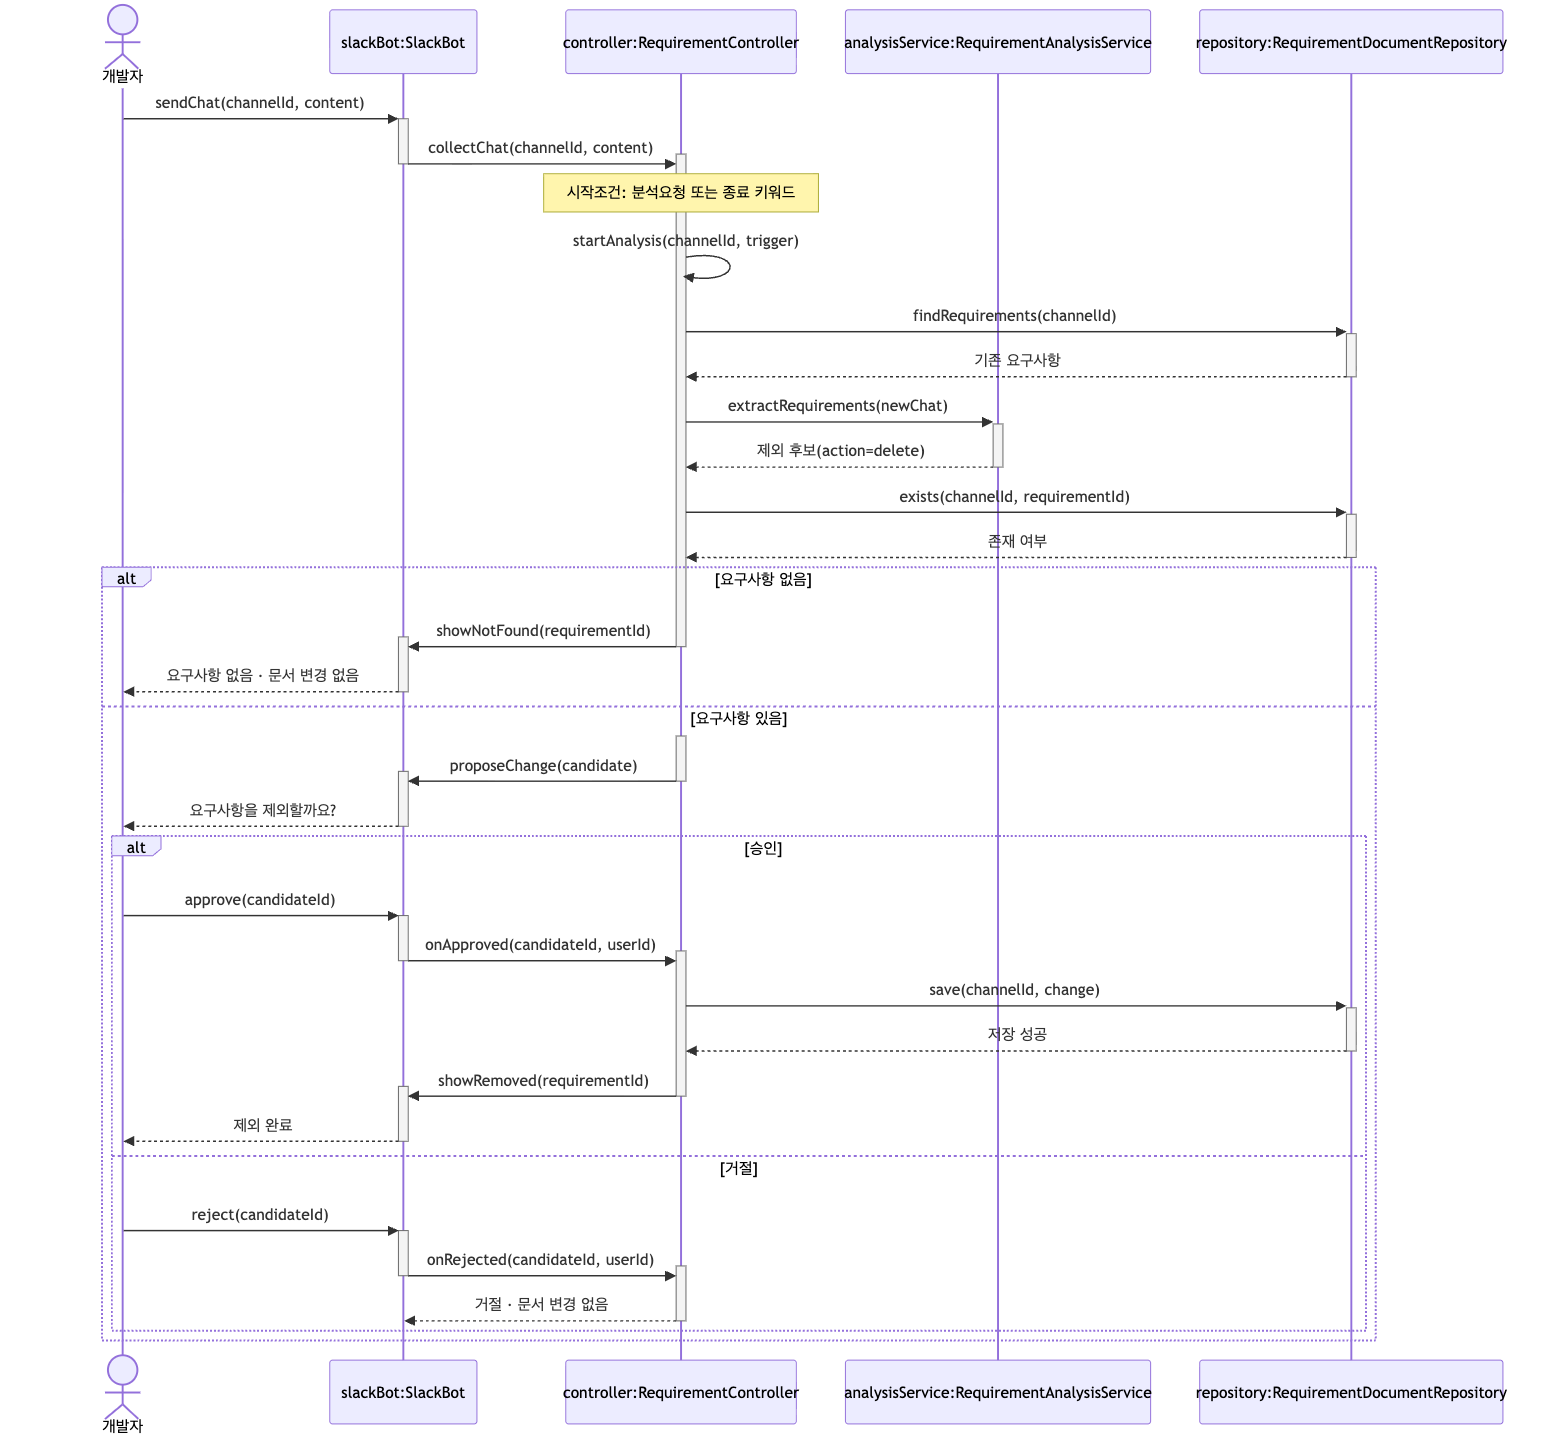 개발자
slackBot:SlackBot
controller:RequirementController
analysisService:RequirementAnalysisService
repository:RequirementDocumentRepository
sendChat(channelId, content)
collectChat(channelId, content)
시작조건: 분석요청 또는 종료 키워드
startAnalysis(channelId, trigger)
findRequirements(channelId)
기존 요구사항
extractRequirements(newChat)
제외 후보(action=delete)
exists(channelId, requirementId)
존재 여부
alt
[요구사항 없음]
showNotFound(requirementId)
요구사항 없음 · 문서 변경 없음
[요구사항 있음]
proposeChange(candidate)
요구사항을 제외할까요?
alt
[승인]
approve(candidateId)
onApproved(candidateId, userId)
save(channelId, change)
저장 성공
showRemoved(requirementId)
제외 완료
[거절]
reject(candidateId)
onRejected(candidateId, userId)
거절 · 문서 변경 없음
개발자
slackBot:SlackBot
controller:RequirementController
analysisService:RequirementAnalysisService
repository:RequirementDocumentRepository